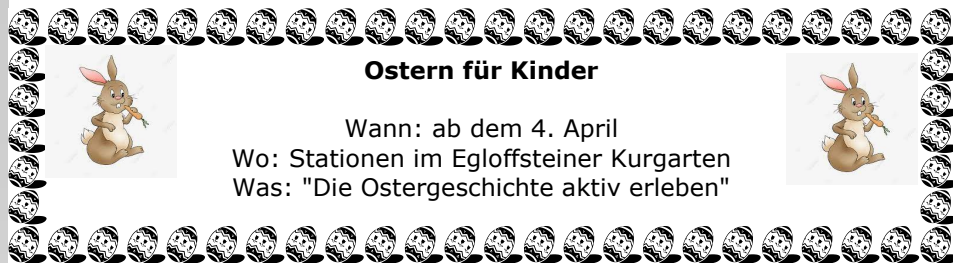 Ostern für Kinder
Wann: ab dem 4. April
Wo: Stationen im Egloffsteiner Kurgarten
Was: "Die Ostergeschichte aktiv erleben"